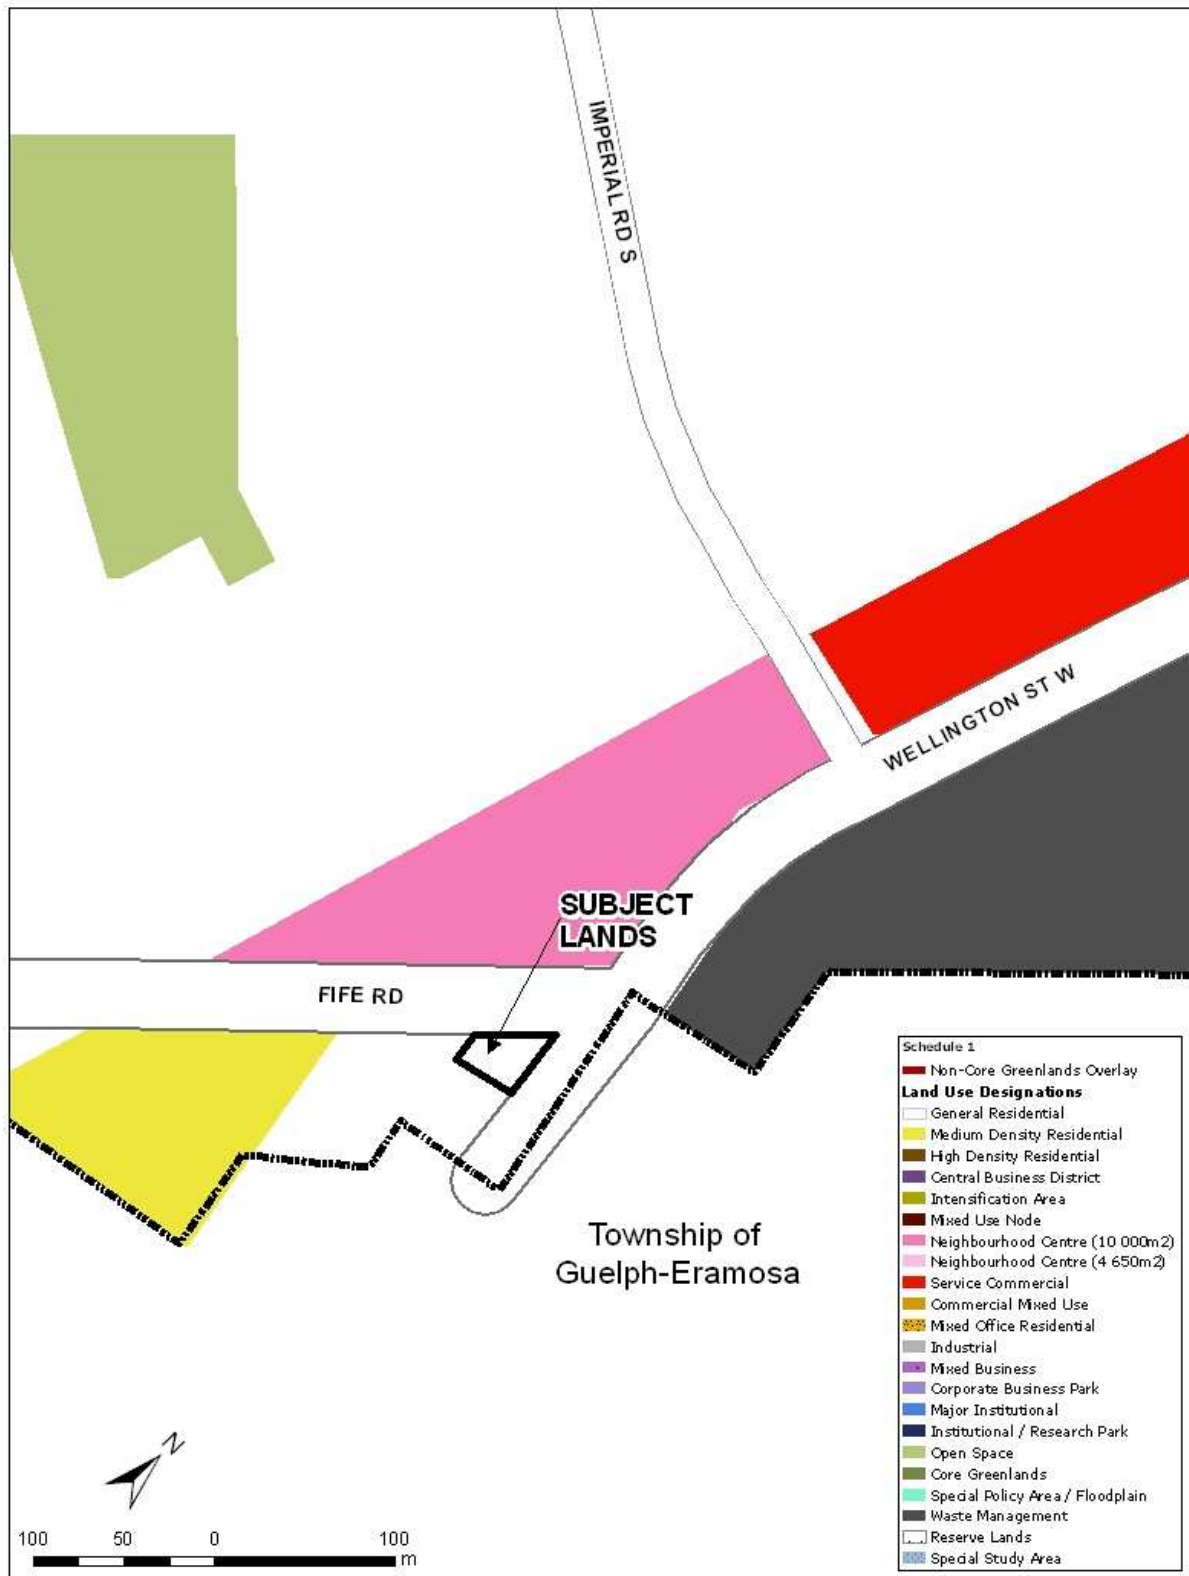 IMPERIAL RD S
WELLINGTON ST W
SUBJECT
LANDS
FIFE RD
Township of
Guelph-Eramosa
Schedule 1
Non-Core Greenlands Overlay
Land Use Designations
General Residential
Medium Density Residential
High Density Residential
Central Business District
Intensification Area
Mixed Use Node
Neighbourhood Centre (10 000m2)
Neighbourhood Centre (4 650m2)
Service Commercial
Commercial Mixed Use
Mixed Office Residential
Industrial
Mixed Business
Corporate Business Park
Major Institutional
Institutional / Research Park
Open Space
Core Greenlands
Special Policy Area / Floodplain
Waste Management
Reserve Lands
Special Study Area
N
100 50 0 100
m